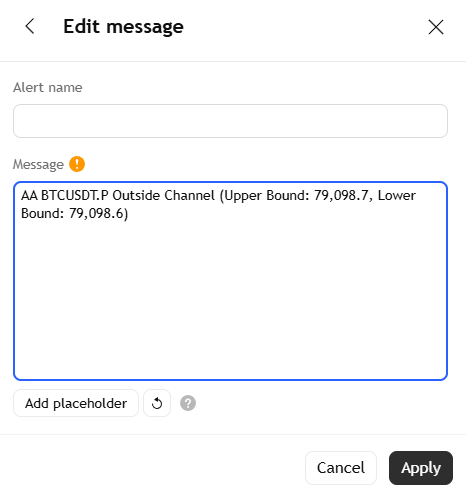 Edit message
Alert name
Message
AA BTCUSDT.P Outside Channel (Upper Bound: 79,098.7, Lower
Bound: 79,098.6)
Add placeholder
Cancel
Apply